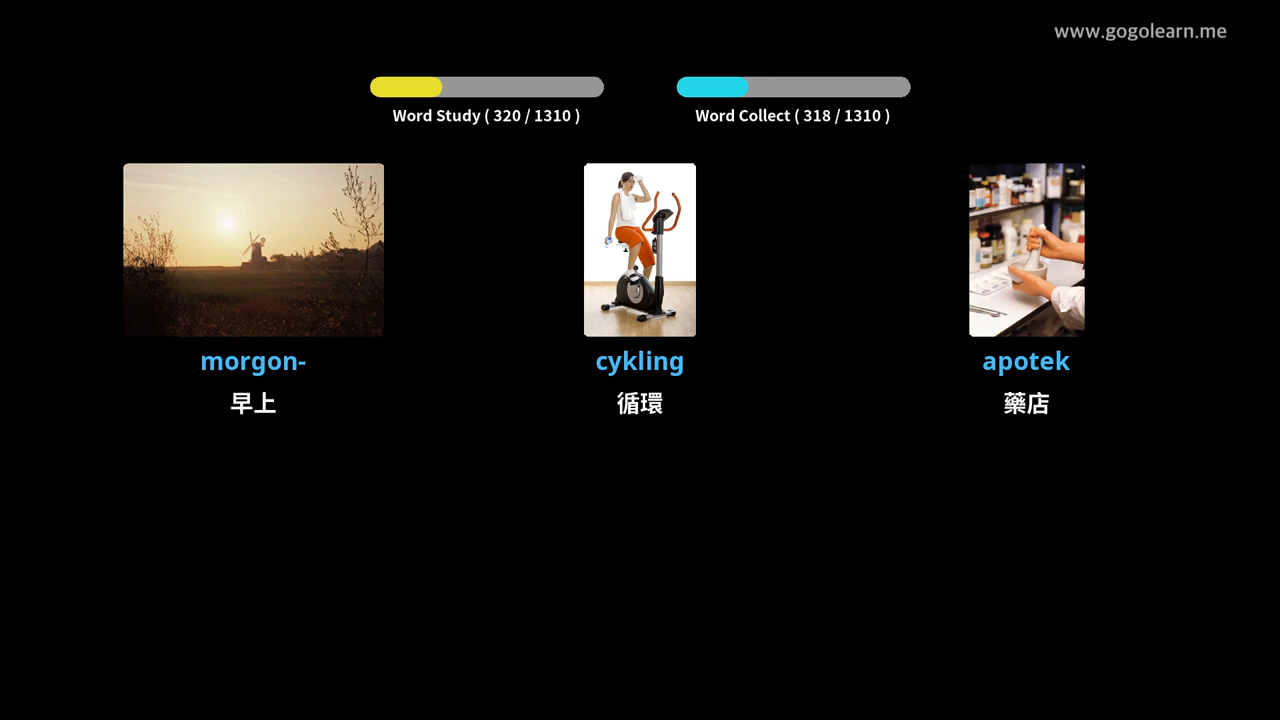 www.gogolearn.me
Word Study ( 320 / 1310 )
Word Collect ( 318 / 1310 )
morgon-
cykling
apotek
早上
循環
藥店